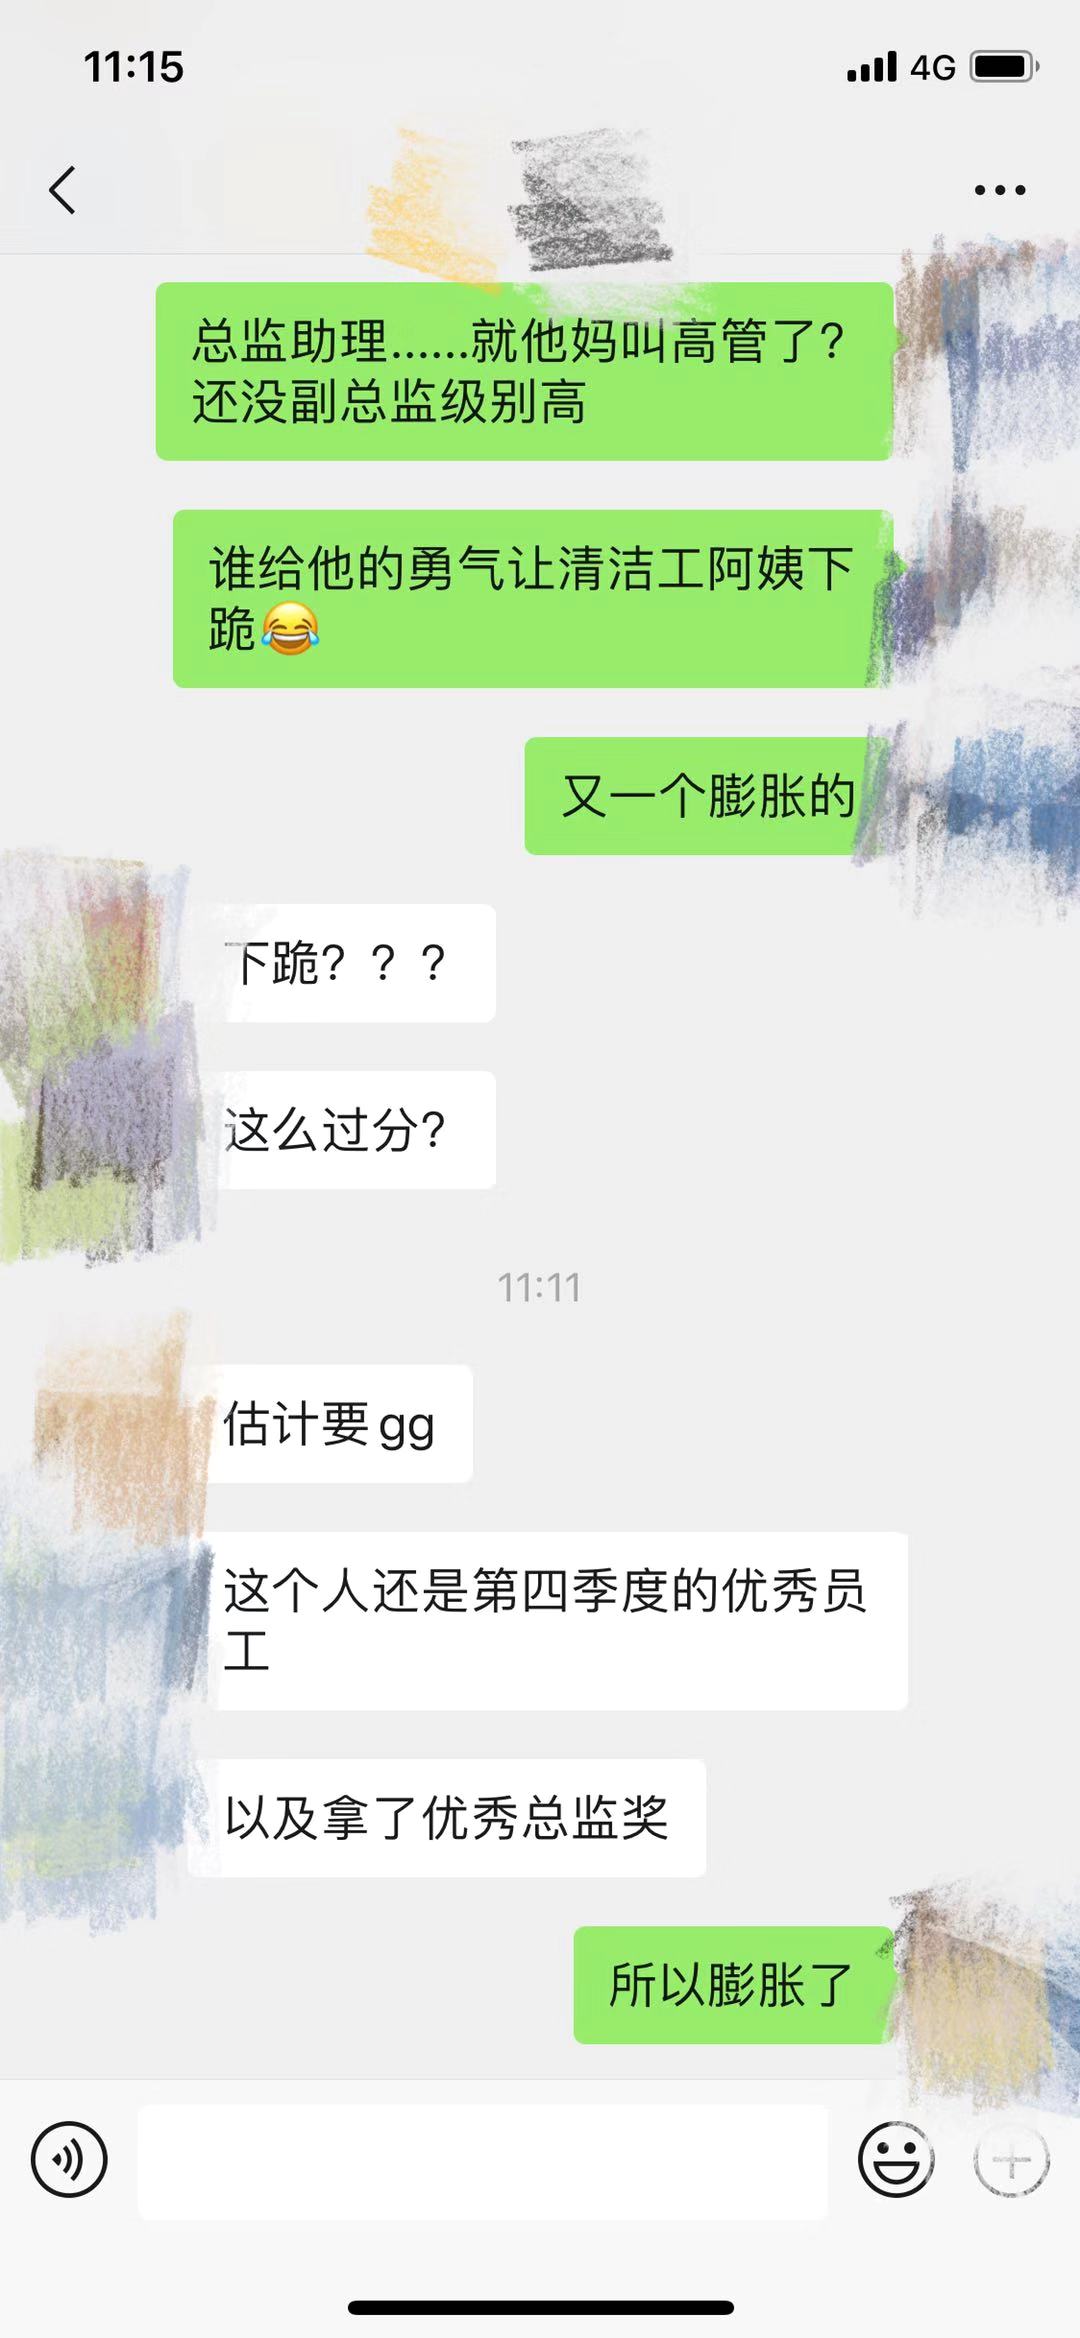 11:15
4G
总监助理......就他妈叫高管了?
还没副总监级别高
谁给他的勇气让清洁工阿姨下
跪😂
又一个膨胀的
下跪？？？
这么过分?
11:11
估计要gg
这个人还是第四季度的优秀员
工
以及拿了优秀总监奖
所以膨胀了